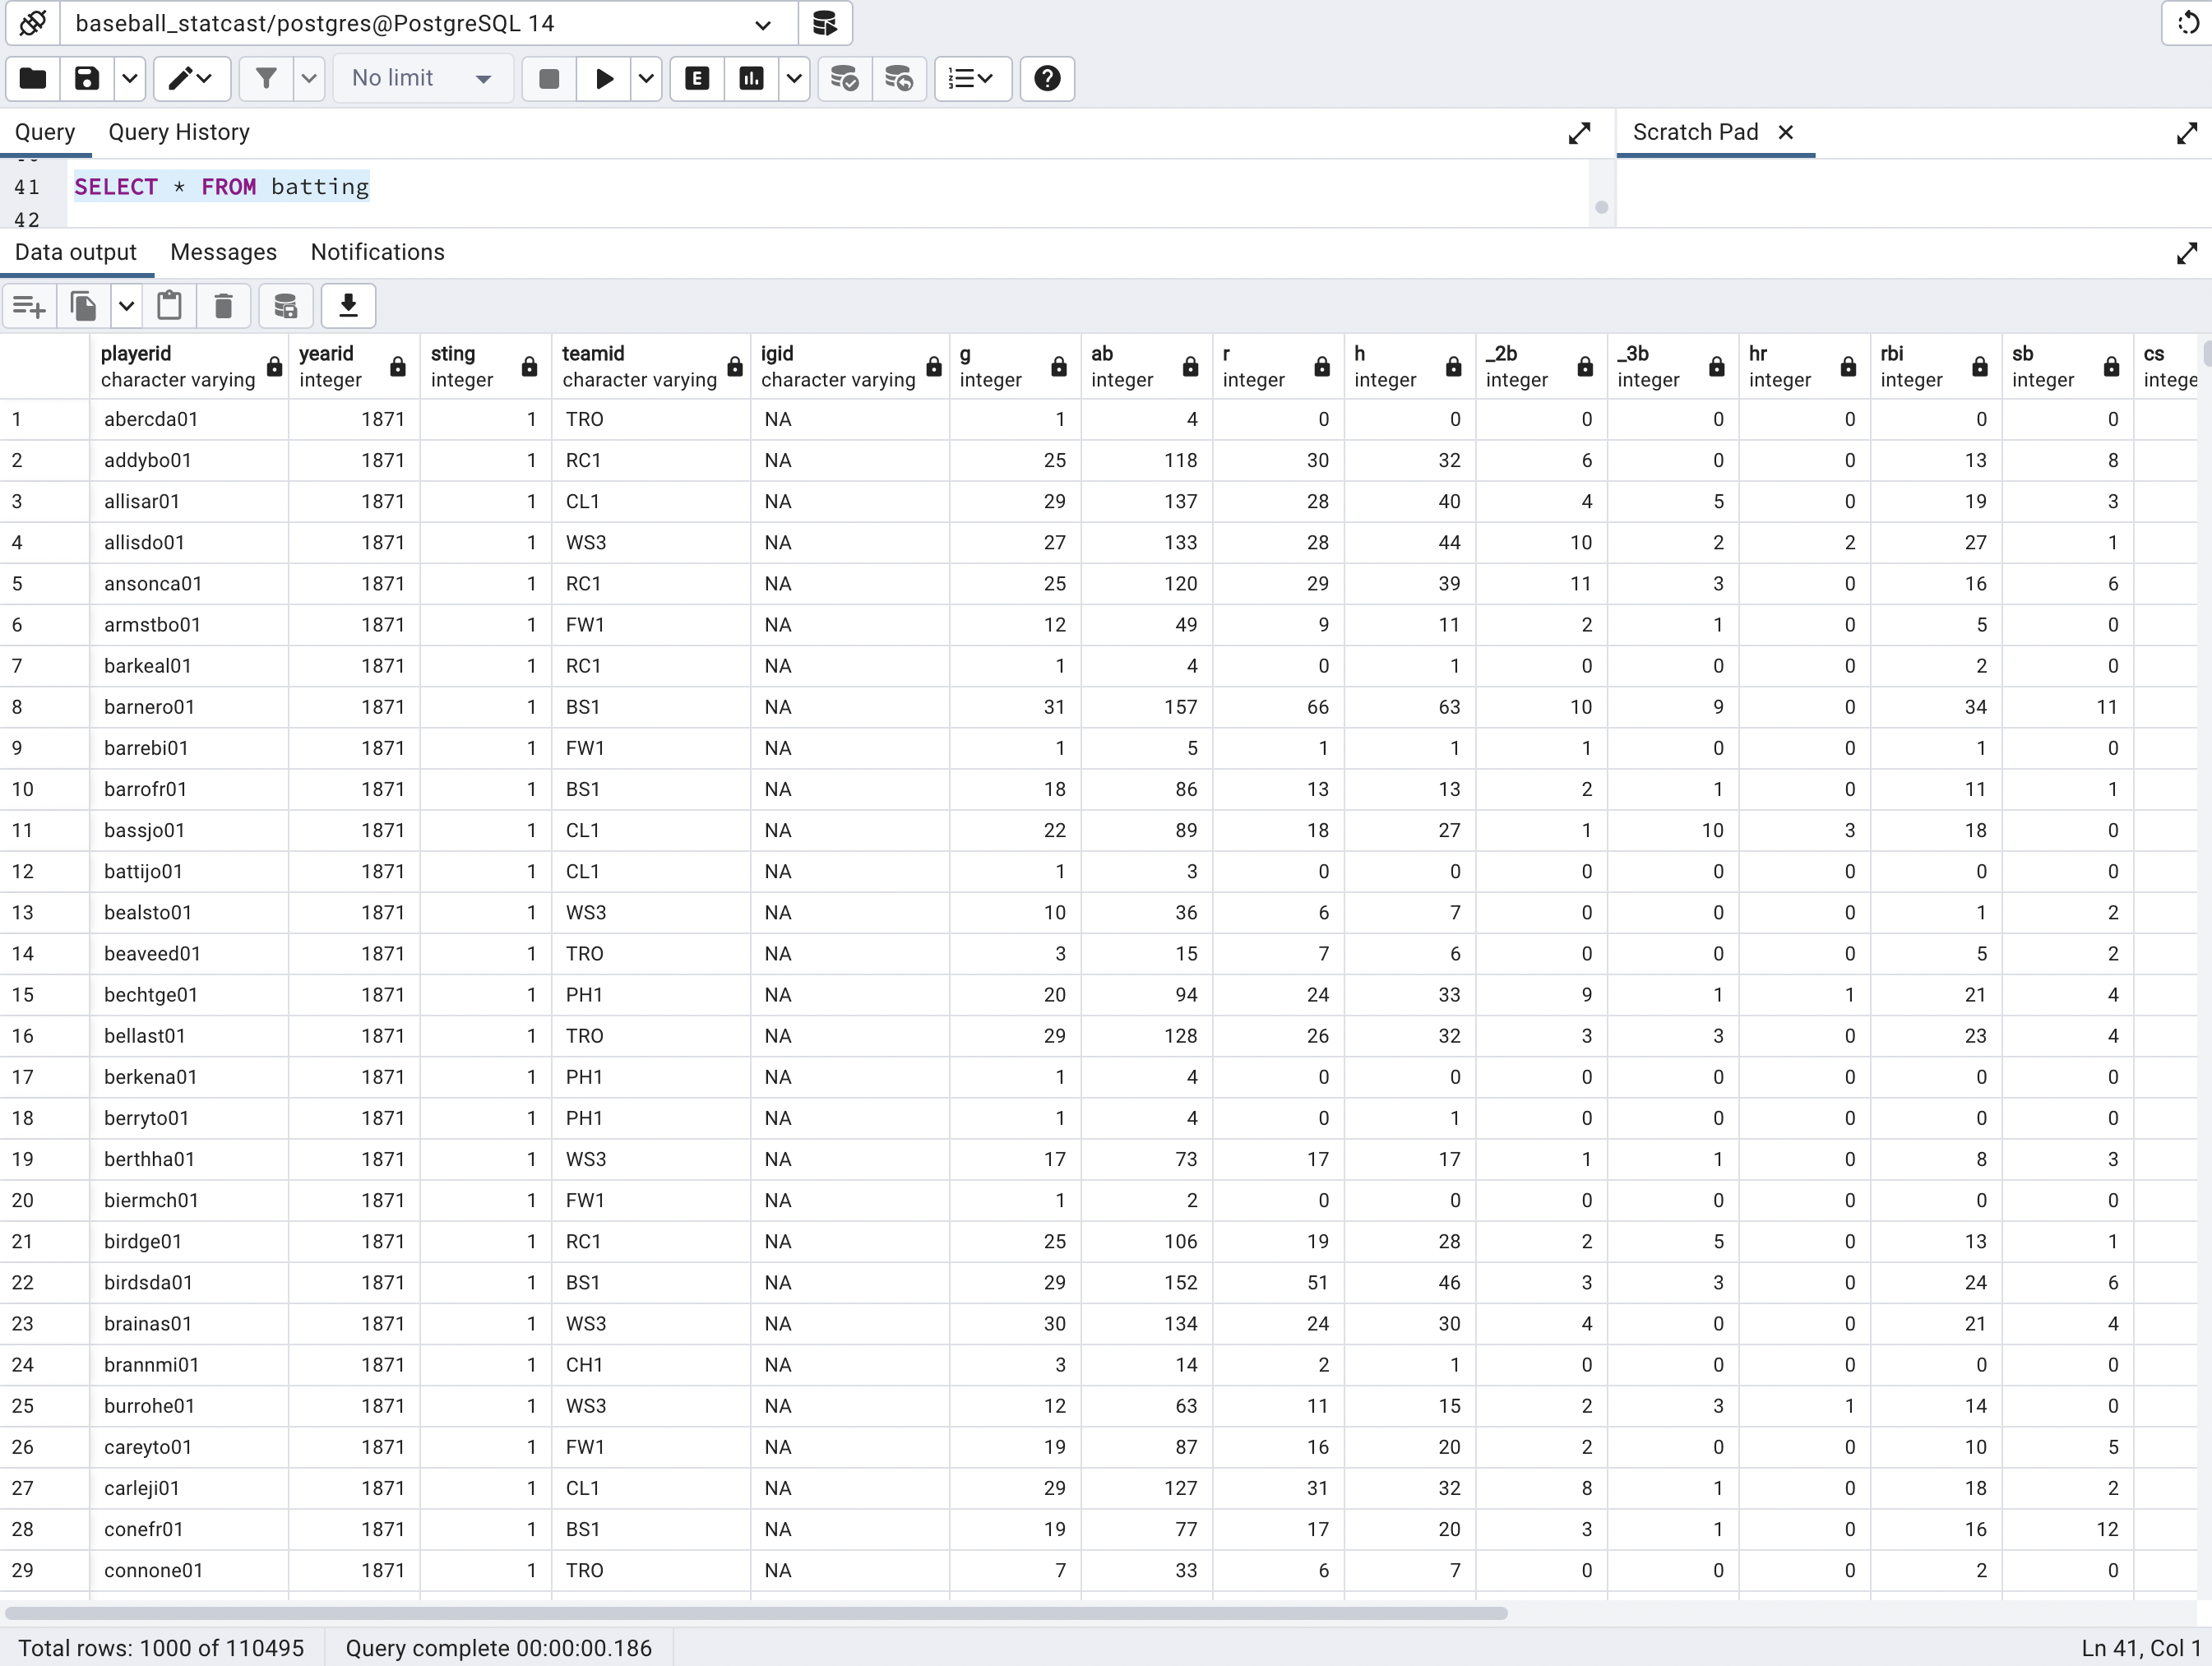 baseball_statcast/postgres@PostgreSQL 14
No limit
E
Query Query History
Scratch Pad
41 SELECT * FROM batting
42
Data output Messages Notifications
playerid yearid sting teamid igid g ab r h _2b _3b hr rbi sb cs
character varying integer integer character varying character varying integer integer integer integer integer integer integer integer integer intege
1 abercda01 1871 1 TRO NA 1 4 0 0 0 0 0 0 0
2 addybo01 1871 1 RC1 NA 25 118 30 32 6 0 0 13 8
3 allisar01 1871 1 CL1 NA 29 137 28 40 4 5 0 19 3
4 allisdo01 1871 1 WS3 NA 27 133 28 44 10 2 2 27 1
5 ansonca01 1871 1 RC1 NA 25 120 29 39 11 3 0 16 6
6 armstbo01 1871 1 FW1 NA 12 49 9 11 2 1 0 5 0
7 barkeal01 1871 1 RC1 NA 1 4 0 1 0 0 0 2 0
8 barnero01 1871 1 BS1 NA 31 157 66 63 10 9 0 34 11
9 barrebi01 1871 1 FW1 NA 1 5 1 1 1 0 0 1 0
10 barrofr01 1871 1 BS1 NA 18 86 13 13 2 1 0 11 1
11 bassjo01 1871 1 CL1 NA 22 89 18 27 1 10 3 18 0
12 battijo01 1871 1 CL1 NA 1 3 0 0 0 0 0 0 0
13 bealsto01 1871 1 WS3 NA 10 36 6 7 0 0 0 1 2
14 beaveed01 1871 1 TRO NA 3 15 7 6 0 0 0 5 2
15 bechtge01 1871 1 PH1 NA 20 94 24 33 9 1 1 21 4
16 bellast01 1871 1 TRO NA 29 128 26 32 3 3 0 23 4
17 berkena01 1871 1 PH1 NA 1 4 0 0 0 0 0 0 0
18 berryto01 1871 1 PH1 NA 1 4 0 1 0 0 0 0 0
19 berthha01 1871 1 WS3 NA 17 73 17 17 1 1 0 8 3
20 biermch01 1871 1 FW1 NA 1 2 0 0 0 0 0 0 0
21 birdge01 1871 1 RC1 NA 25 106 19 28 2 5 0 13 1
22 birdsda01 1871 1 BS1 NA 29 152 51 46 3 3 0 24 6
23 brainas01 1871 1 WS3 NA 30 134 24 30 4 0 0 21 4
24 brannmi01 1871 1 CH1 NA 3 14 2 1 0 0 0 0 0
25 burrohe01 1871 1 WS3 NA 12 63 11 15 2 3 1 14 0
26 careyto01 1871 1 FW1 NA 19 87 16 20 2 0 0 10 5
27 carleji01 1871 1 CL1 NA 29 127 31 32 8 1 0 18 2
28 conefr01 1871 1 BS1 NA 19 77 17 20 3 1 0 16 12
29 connone01 1871 1 TRO NA 7 33 6 7 0 0 0 2 0
Total rows: 1000 of 110495 Query complete 00:00:00.186 Ln 41, Col 1